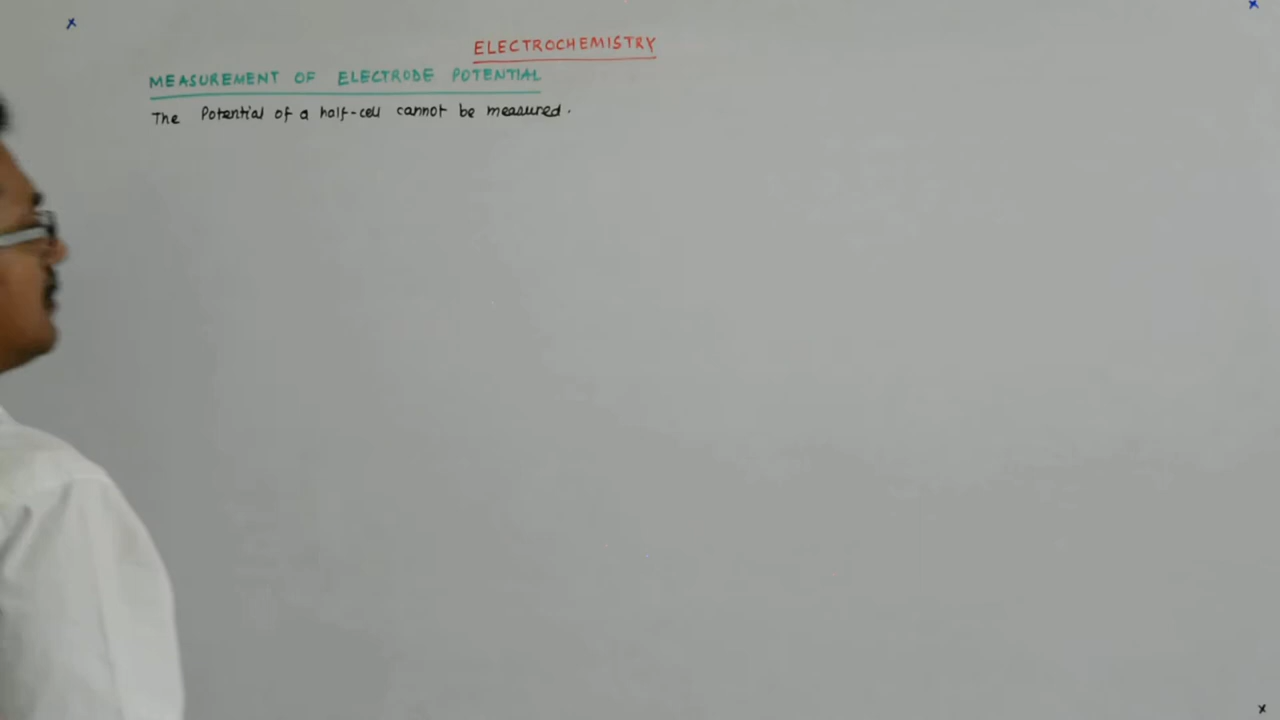 ELECTROCHEMISTRY
MEASUREMENT OF ELECTRODE POTENTIAL
The Potential of a half-cell cannot be measured.